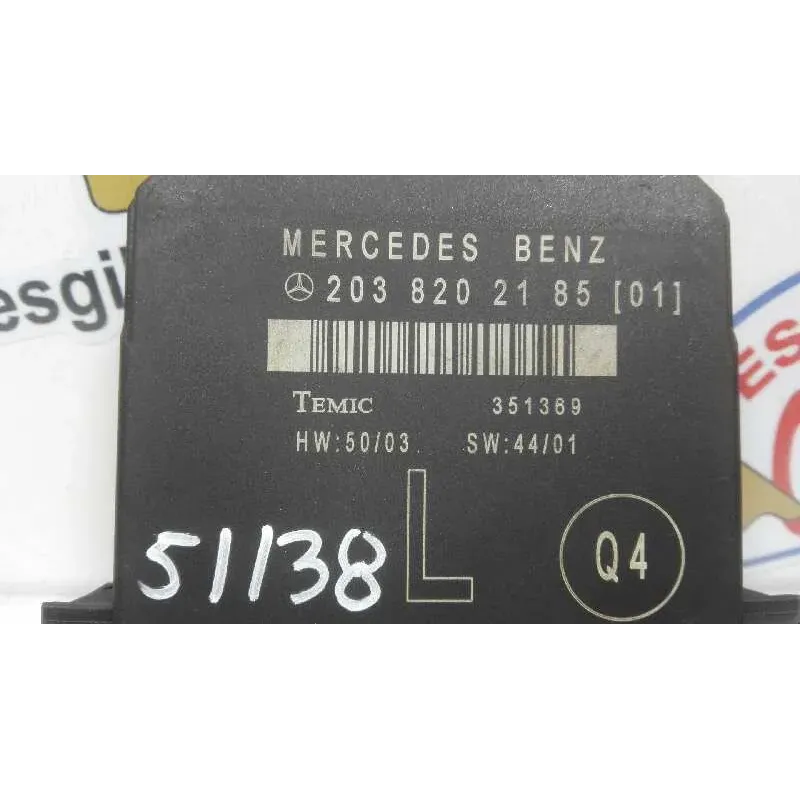 MERCEDES BENZ
203 820 21 85 [01]
TEMIC 351369
HW:50/03 SW:44/01
L
51138
Q4
esgi
ES